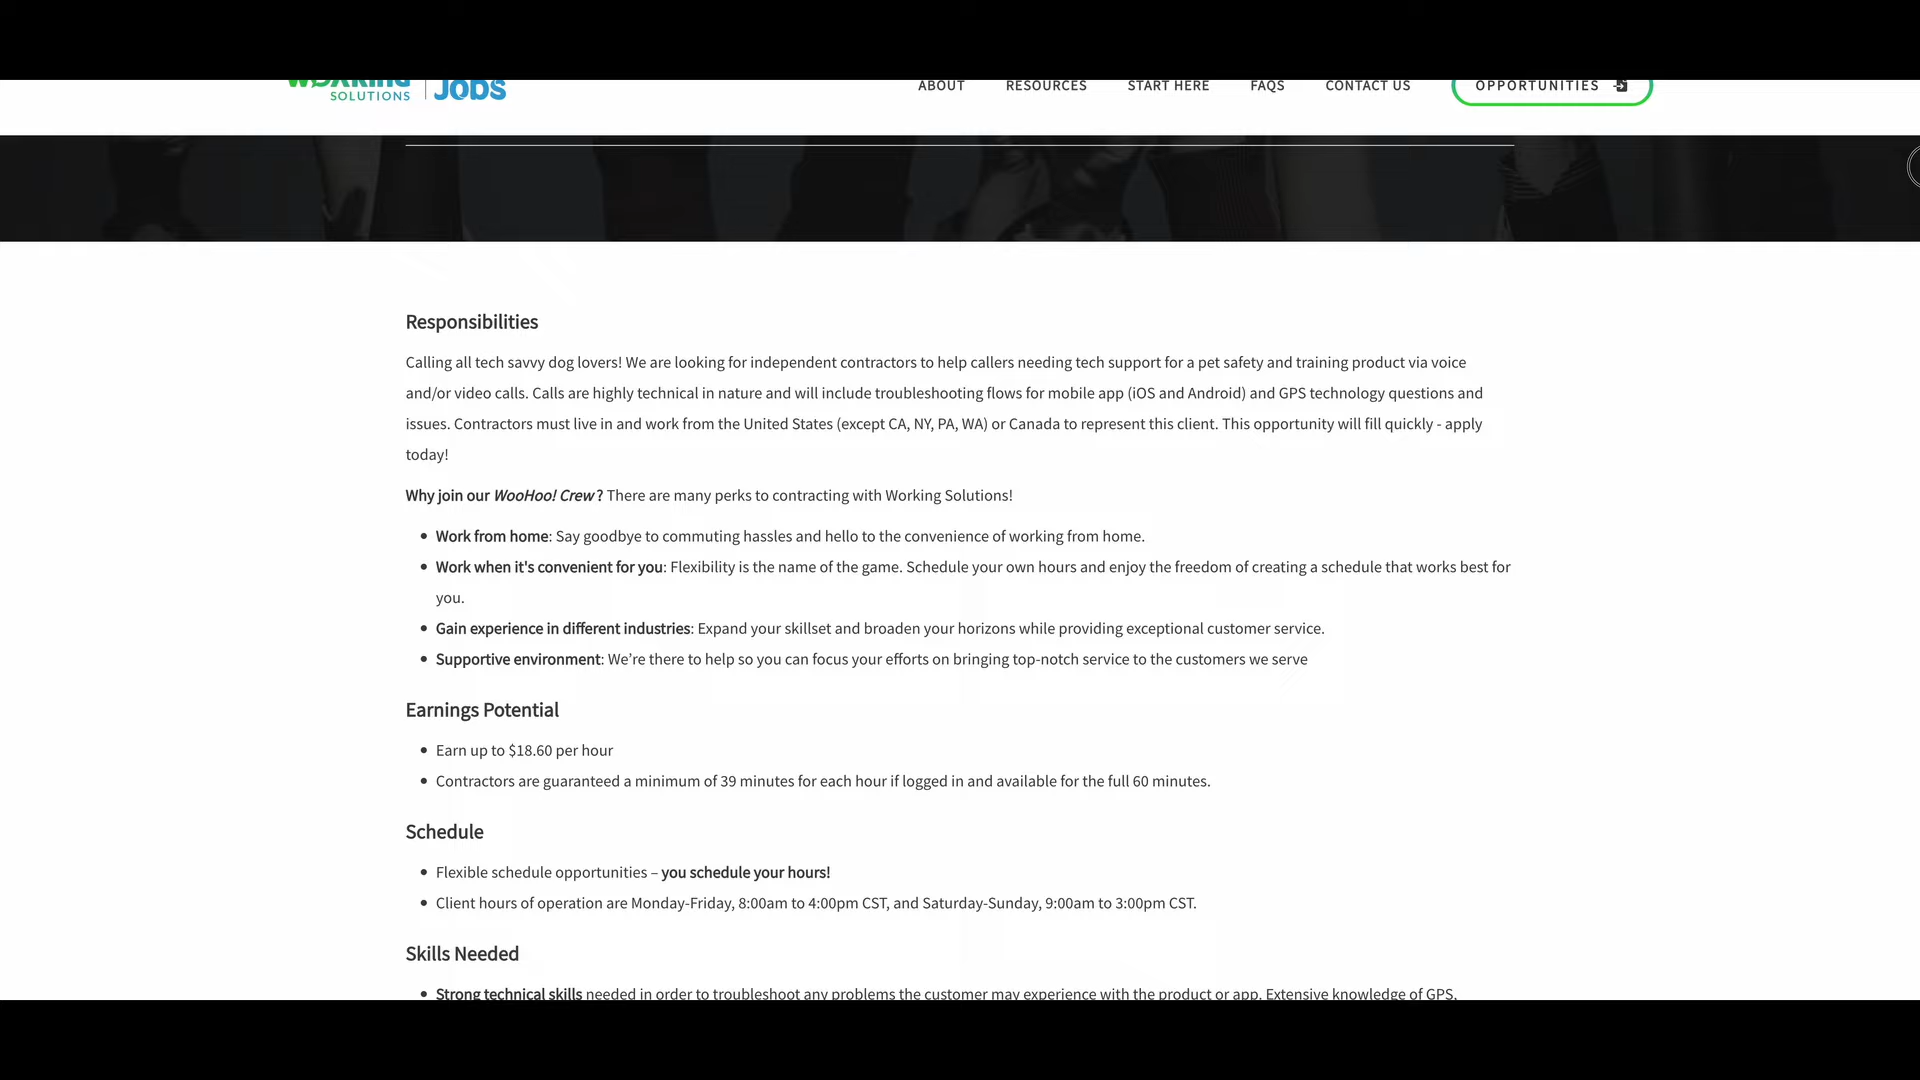 WORKING
SOLUTIONS
JOBS
ABOUT
RESOURCES
START HERE
FAQS
CONTACT US
OPPORTUNITIES
Responsibilities
Calling all tech savvy dog lovers! We are looking for independent contractors to help callers needing tech support for a pet safety and training product via voice
and/or video calls. Calls are highly technical in nature and will include troubleshooting flows for mobile app (iOS and Android) and GPS technology questions and
issues. Contractors must live in and work from the United States (except CA, NY, PA, WA) or Canada to represent this client. This opportunity will fill quickly - apply
today!
Why join our WooHoo! Crew ? There are many perks to contracting with Working Solutions!
• Work from home: Say goodbye to commuting hassles and hello to the convenience of working from home.
• Work when it's convenient for you: Flexibility is the name of the game. Schedule your own hours and enjoy the freedom of creating a schedule that works best for
you.
• Gain experience in different industries: Expand your skillset and broaden your horizons while providing exceptional customer service.
• Supportive environment: We’re there to help so you can focus your efforts on bringing top-notch service to the customers we serve
Earnings Potential
• Earn up to $18.60 per hour
• Contractors are guaranteed a minimum of 39 minutes for each hour if logged in and available for the full 60 minutes.
Schedule
• Flexible schedule opportunities – you schedule your hours!
• Client hours of operation are Monday-Friday, 8:00am to 4:00pm CST, and Saturday-Sunday, 9:00am to 3:00pm CST.
Skills Needed
• Strong technical skills needed in order to troubleshoot any problems the customer may experience with the product or app. Extensive knowledge of GPS,